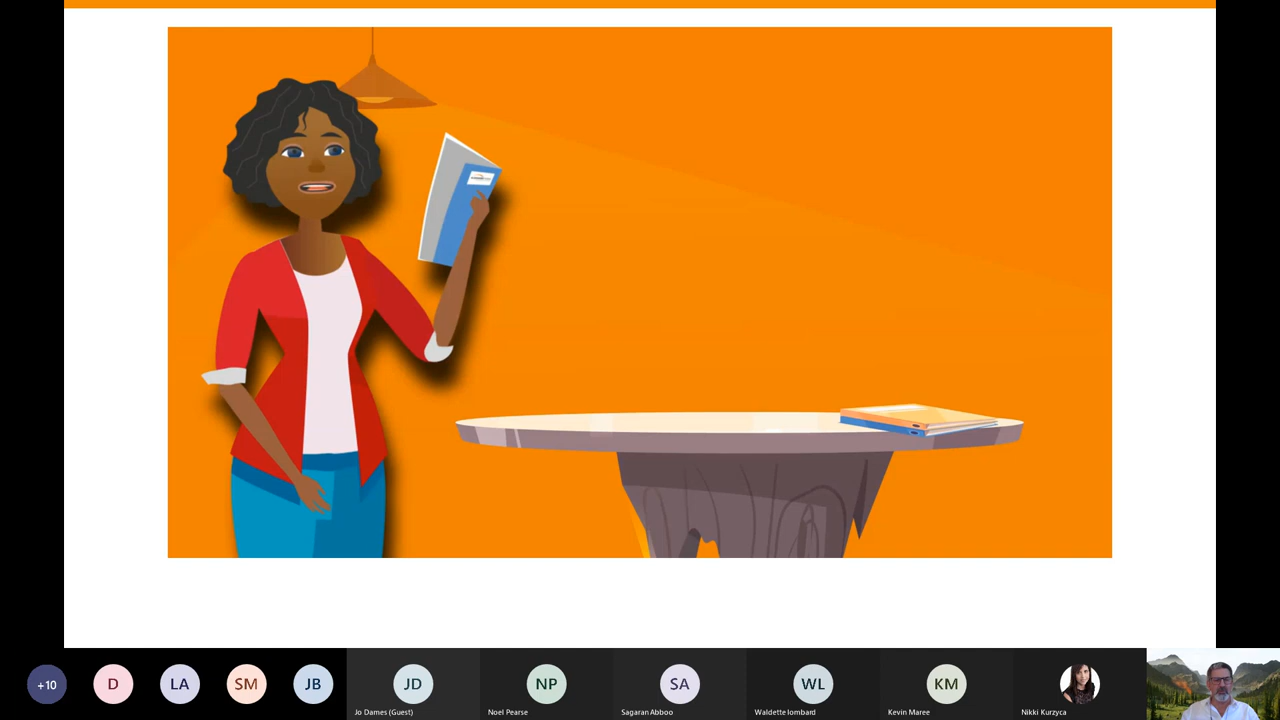 +10
D
LA
SM
JB
JD
NP
SA
WL
KM
Jo Dames (Guest)
Noel Pearse
Sagaran Abboo
Waldette lombard
Kevin Maree
Nikki Kurzyca